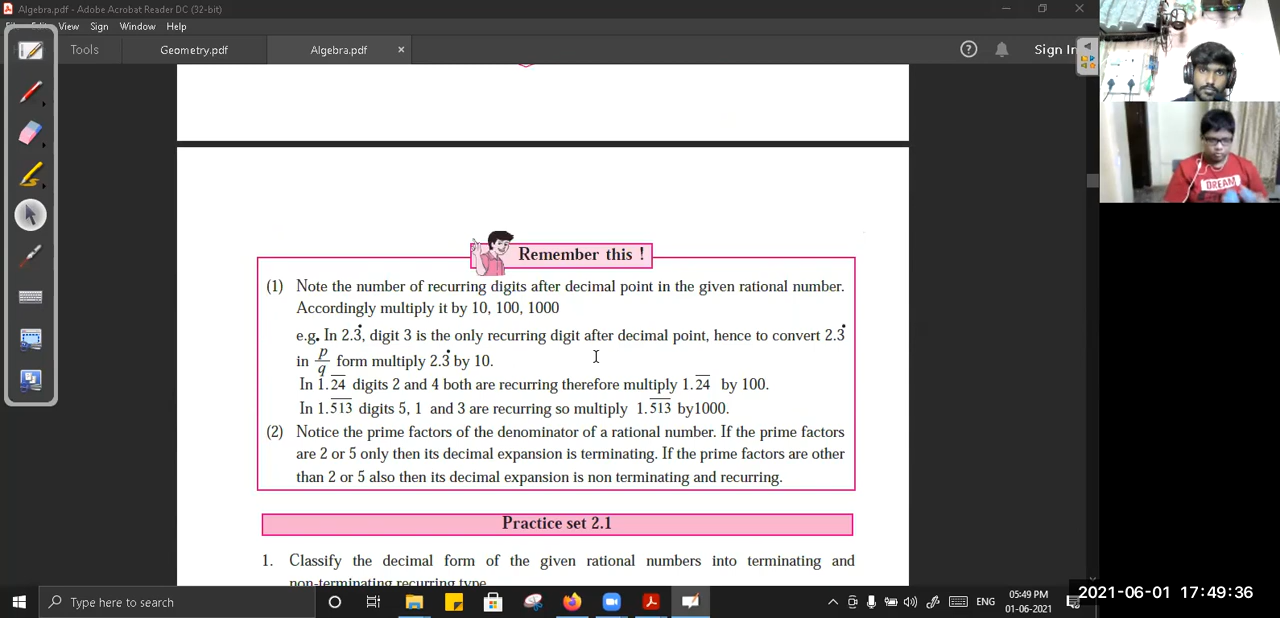 Algebra.pdf - Adobe Acrobat Reader DC (32-bit)
View Sign Window Help
Tools Geometry.pdf Algebra.pdf × Sign In
Remember this !
(1) Note the number of recurring digits after decimal point in the given rational number.
Accordingly multiply it by 10, 100, 1000
e.g. In 2.3̇, digit 3 is the only recurring digit after decimal point, hence to convert 2.3̇
in p/q form multiply 2.3̇ by 10.
In 1.2̅4̅ digits 2 and 4 both are recurring therefore multiply 1.2̅4̅ by 100.
In 1.5̅1̅3̅ digits 5, 1 and 3 are recurring so multiply 1.5̅1̅3̅ by1000.
(2) Notice the prime factors of the denominator of a rational number. If the prime factors
are 2 or 5 only then its decimal expansion is terminating. If the prime factors are other
than 2 or 5 also then its decimal expansion is non terminating and recurring.
Practice set 2.1
1. Classify the decimal form of the given rational numbers into terminating and
non-terminating recurring type.
DREAM
Type here to search
ENG
05:49 PM
01-06-2021
2021-06-01 17:49:36